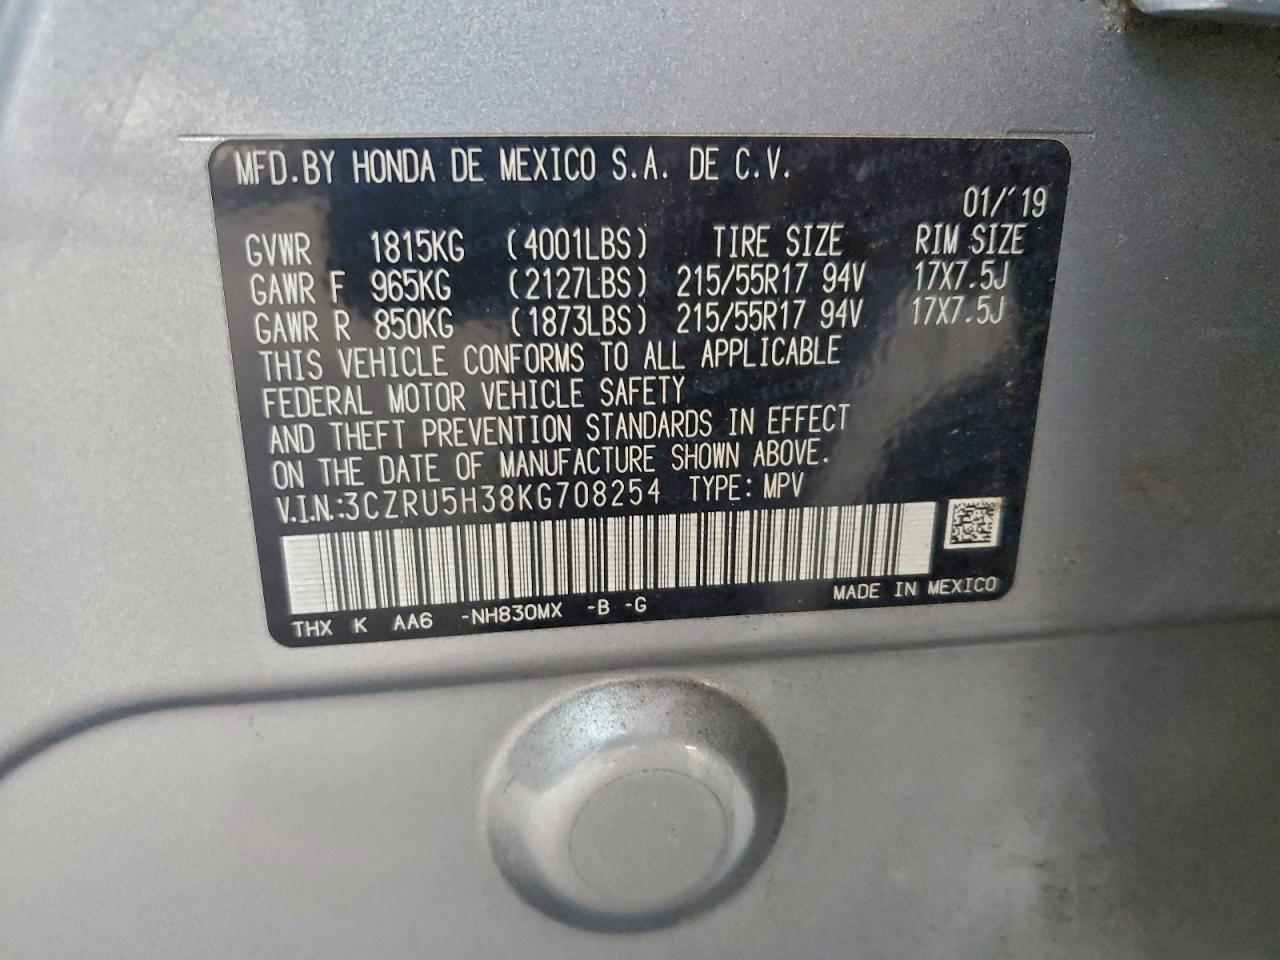 MFD.BY HONDA DE MEXICO S.A. DE C.V.
01/'19
GVWR 1815KG (4001LBS) TIRE SIZE RIM SIZE
GAWR F 965KG (2127LBS) 215/55R17 94V 17X7.5J
GAWR R 850KG (1873LBS) 215/55R17 94V 17X7.5J
THIS VEHICLE CONFORMS TO ALL APPLICABLE
FEDERAL MOTOR VEHICLE SAFETY
AND THEFT PREVENTION STANDARDS IN EFFECT
ON THE DATE OF MANUFACTURE SHOWN ABOVE.
V.I.N.:3CZRU5H38KG708254 TYPE: MPV
MADE IN MEXICO
THX K AA6 -NH830MX -B -G